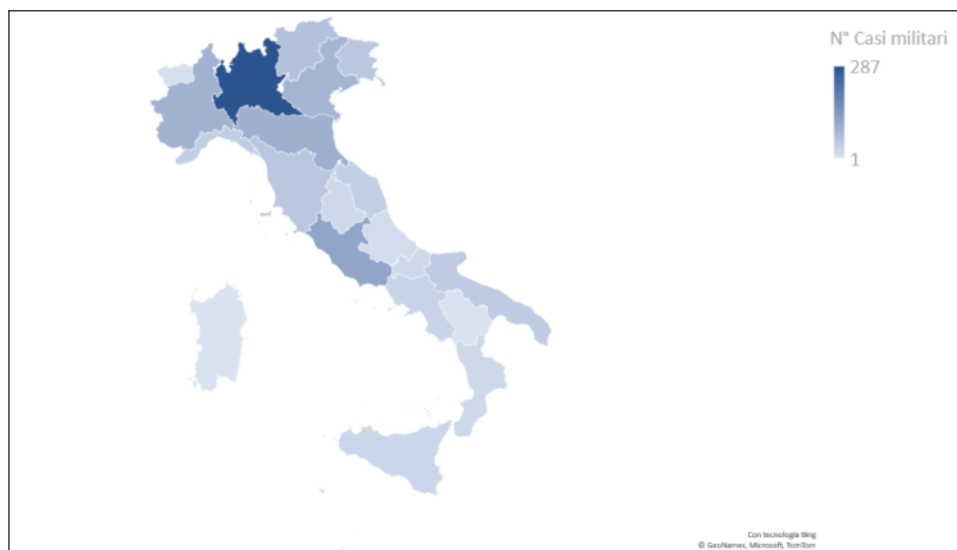 N° Casi militari
287
1
Con tecnologia Bing
© GeoNames, Microsoft, TomTom